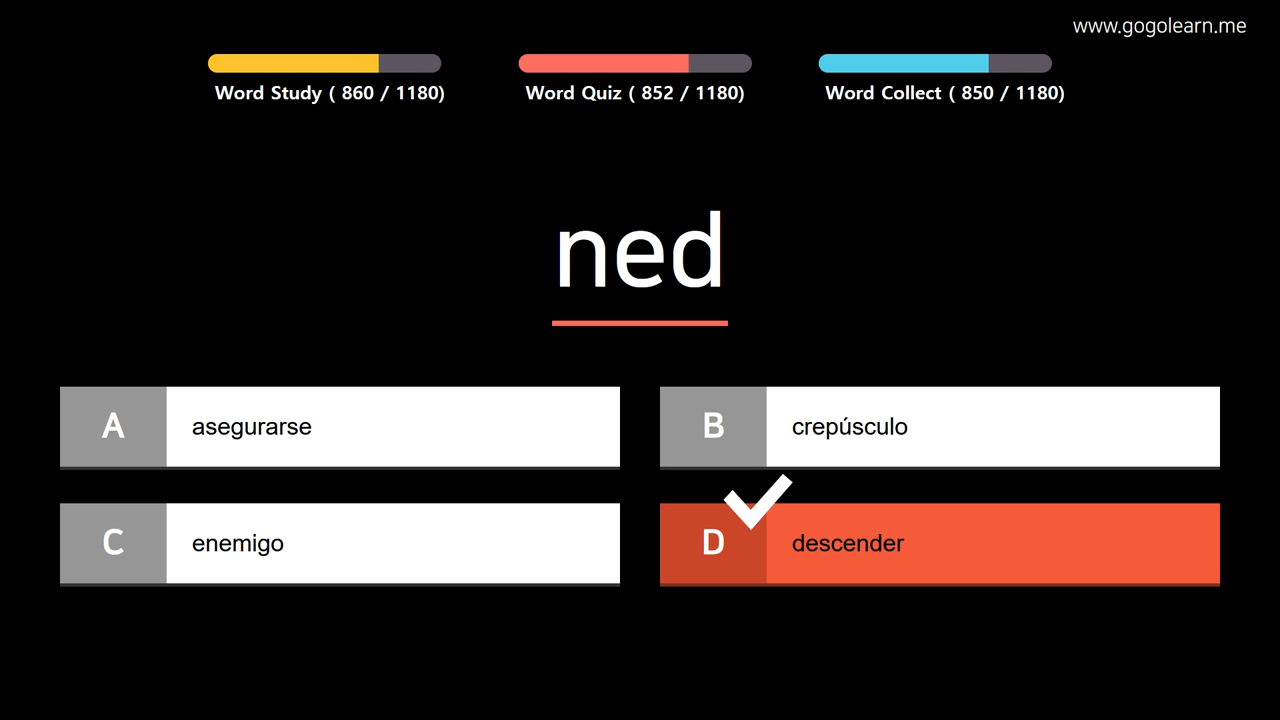 www.gogolearn.me
Word Study ( 860 / 1180)
Word Quiz ( 852 / 1180)
Word Collect ( 850 / 1180)
ned
A asegurarse
B crepúsculo
C enemigo
D descender